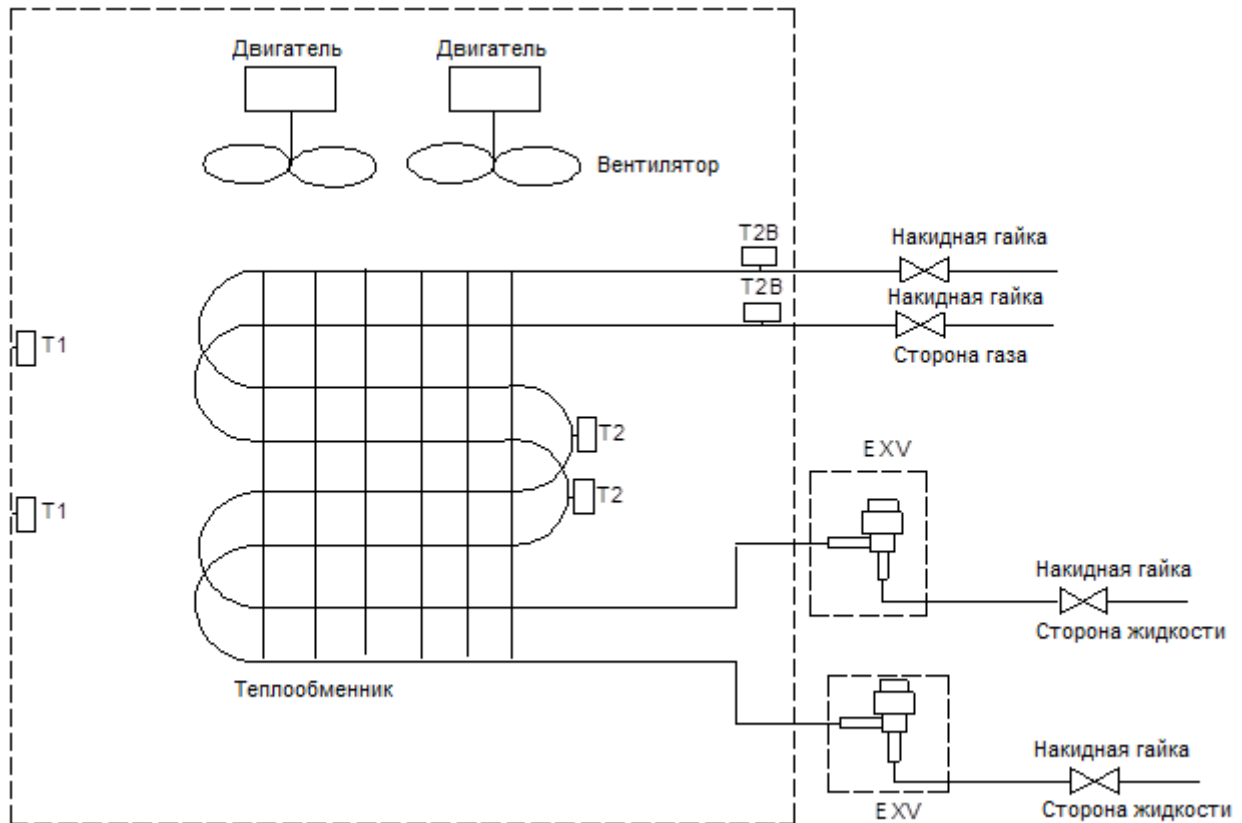 Двигатель
Двигатель
Вентилятор
T2B
Накидная гайка
T2B
Накидная гайка
Сторона газа
T1
T2
EXV
T2
T1
Накидная гайка
Сторона жидкости
Теплообменник
Накидная гайка
EXV
Сторона жидкости